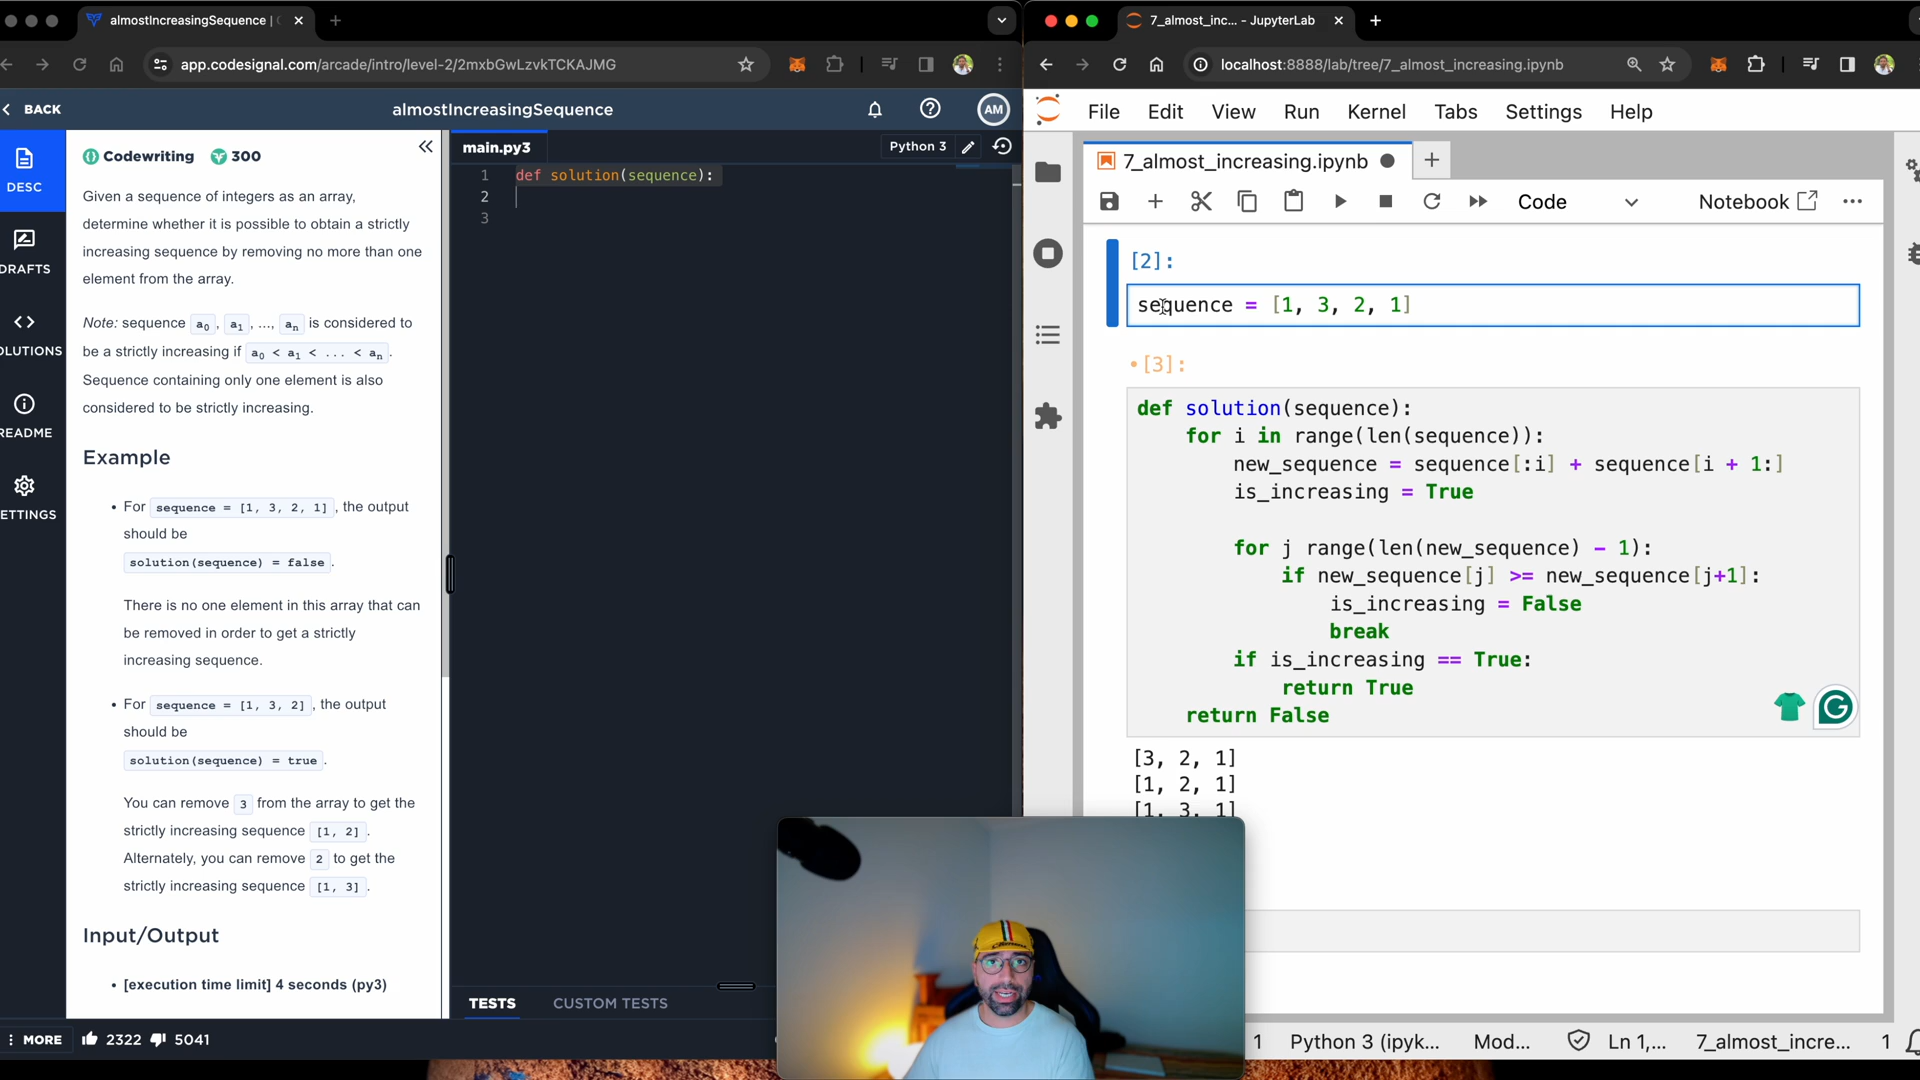 almostIncreasingSequence |
app.codesignal.com/arcade/intro/level-2/2mxbGwLzvkTCKAJMG
BACK
almostIncreasingSequence
AM
DESC
DRAFTS
OLUTIONS
README
ETTINGS
Codewriting 300
Given a sequence of integers as an array,
determine whether it is possible to obtain a strictly
increasing sequence by removing no more than one
element from the array.
Note: sequence a0, a1, ..., an is considered to
be a strictly increasing if a0 < a1 < ... < an.
Sequence containing only one element is also
considered to be strictly increasing.
Example
• For sequence = [1, 3, 2, 1], the output
should be
solution(sequence) = false.
There is no one element in this array that can
be removed in order to get a strictly
increasing sequence.
• For sequence = [1, 3, 2], the output
should be
solution(sequence) = true.
You can remove 3 from the array to get the
strictly increasing sequence [1, 2].
Alternately, you can remove 2 to get the
strictly increasing sequence [1, 3].
Input/Output
• [execution time limit] 4 seconds (py3)
MORE 2322 5041
main.py3
Python 3
1 def solution(sequence):
2
3
TESTS CUSTOM TESTS
7_almost_inc... - JupyterLab
localhost:8888/lab/tree/7_almost_increasing.ipynb
File Edit View Run Kernel Tabs Settings Help
7_almost_increasing.ipynb
Code
Notebook
[2]:
sequence = [1, 3, 2, 1]
•[3]:
def solution(sequence):
for i in range(len(sequence)):
new_sequence = sequence[:i] + sequence[i + 1:]
is_increasing = True
for j range(len(new_sequence) - 1):
if new_sequence[j] >= new_sequence[j+1]:
is_increasing = False
break
if is_increasing == True:
return True
return False
[3, 2, 1]
[1, 2, 1]
[1, 3, 1]
1 Python 3 (ipyk... Mod... Ln 1,... 7_almost_incre... 1